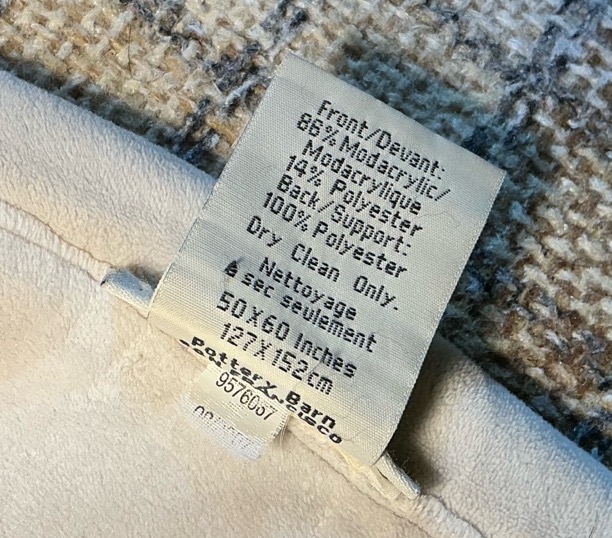 Front/Devant:
86% Modacrylic/
Modacrylique
14% Polyester
Back/Support:
100% Polyester
Dry Clean Only.
Nettoyage
à sec seulement
50X60 Inches
127X152cm
Pottery Barn
9576037